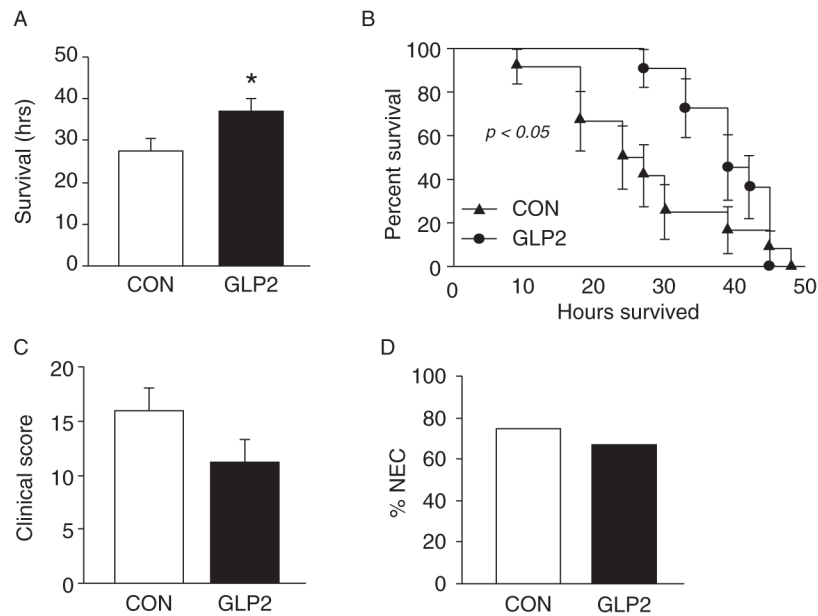 A
Survival (hrs)
50
40
30
20
10
0
*
CON
GLP2
B
Percent survival
100
80
60
40
20
0
p < 0.05
CON
GLP2
0
10
20
30
40
50
Hours survived
C
Clinical score
20
15
10
5
0
CON
GLP2
D
% NEC
100
80
60
40
20
0
CON
GLP2